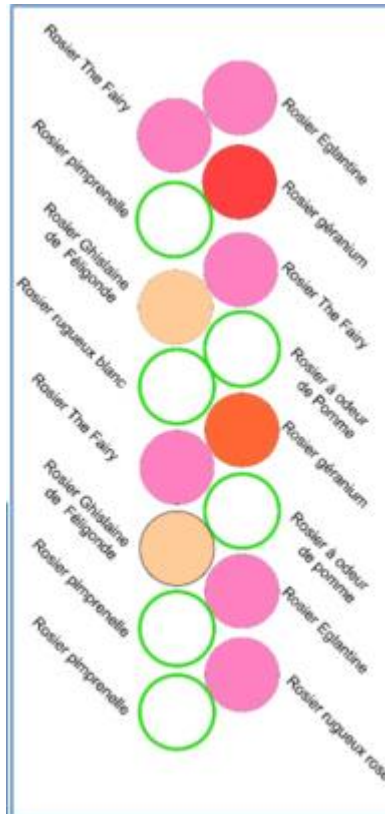 Rosier The Fairy
Rosier pimprenelle
Rosier Ghislaine
de Féligonde
Rosier rugueux blanc
Rosier The Fairy
Rosier Ghislaine
de Féligonde
Rosier pimprenelle
Rosier pimprenelle
Rosier Eglantine
Rosier géranium
Rosier The Fairy
Rosier à odeur
de Pomme
Rosier géranium
Rosier à odeur
de pomme
Rosier Eglantine
Rosier rugueux rose